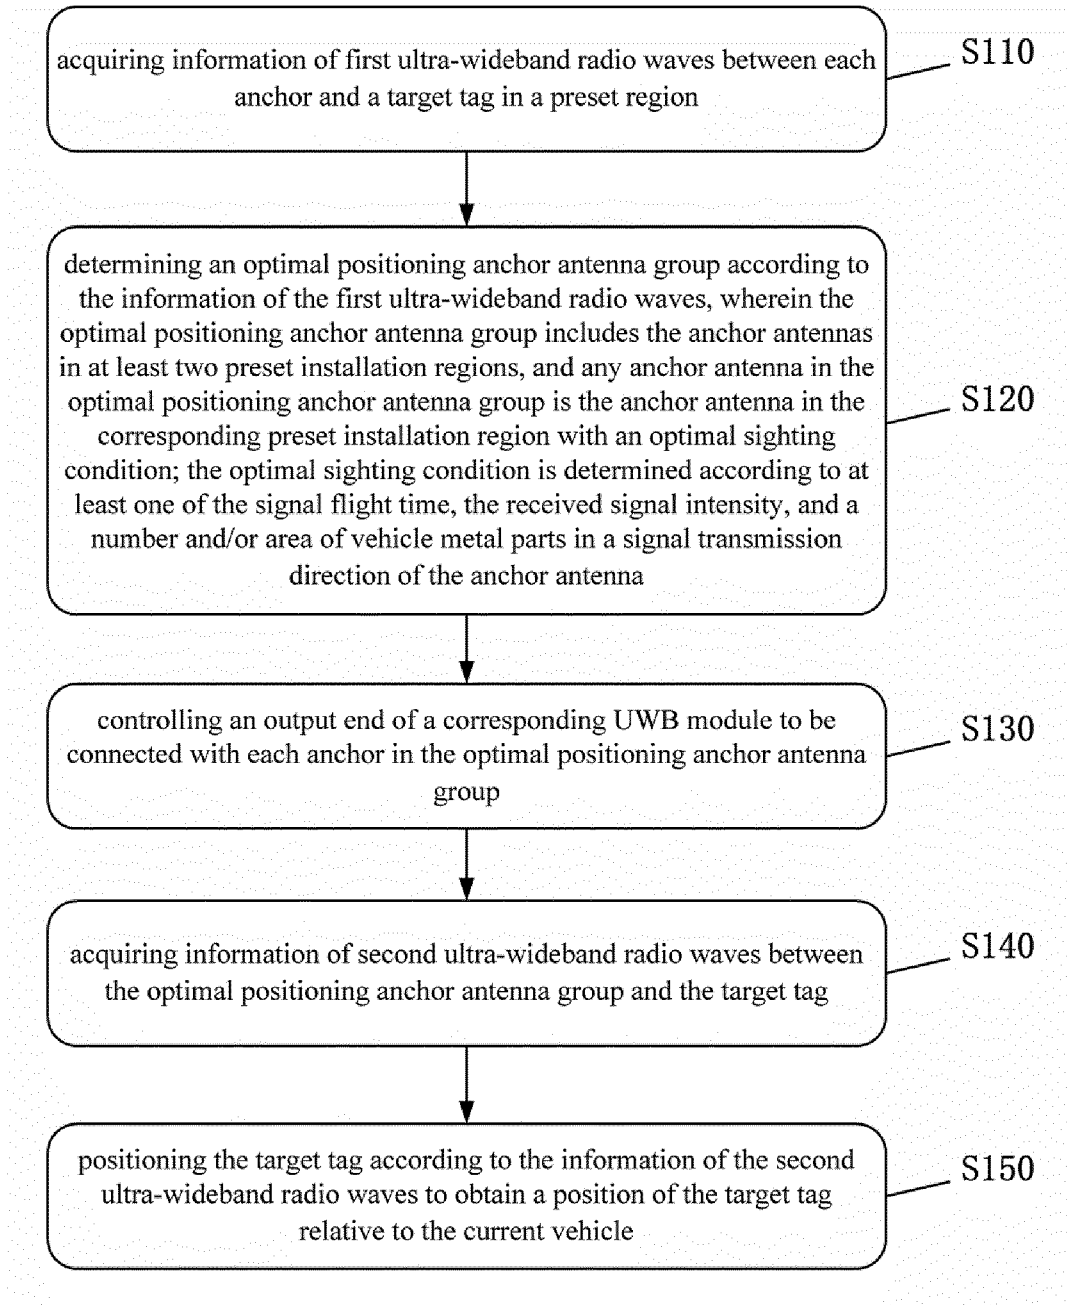 acquiring information of first ultra-wideband radio waves between each
anchor and a target tag in a preset region
S110
determining an optimal positioning anchor antenna group according to
the information of the first ultra-wideband radio waves, wherein the
optimal positioning anchor antenna group includes the anchor antennas
in at least two preset installation regions, and any anchor antenna in the
optimal positioning anchor antenna group is the anchor antenna in the
corresponding preset installation region with an optimal sighting
condition; the optimal sighting condition is determined according to at
least one of the signal flight time, the received signal intensity, and a
number and/or area of vehicle metal parts in a signal transmission
direction of the anchor antenna
S120
controlling an output end of a corresponding UWB module to be
connected with each anchor in the optimal positioning anchor antenna
group
S130
acquiring information of second ultra-wideband radio waves between
the optimal positioning anchor antenna group and the target tag
S140
positioning the target tag according to the information of the second
ultra-wideband radio waves to obtain a position of the target tag
relative to the current vehicle
S150